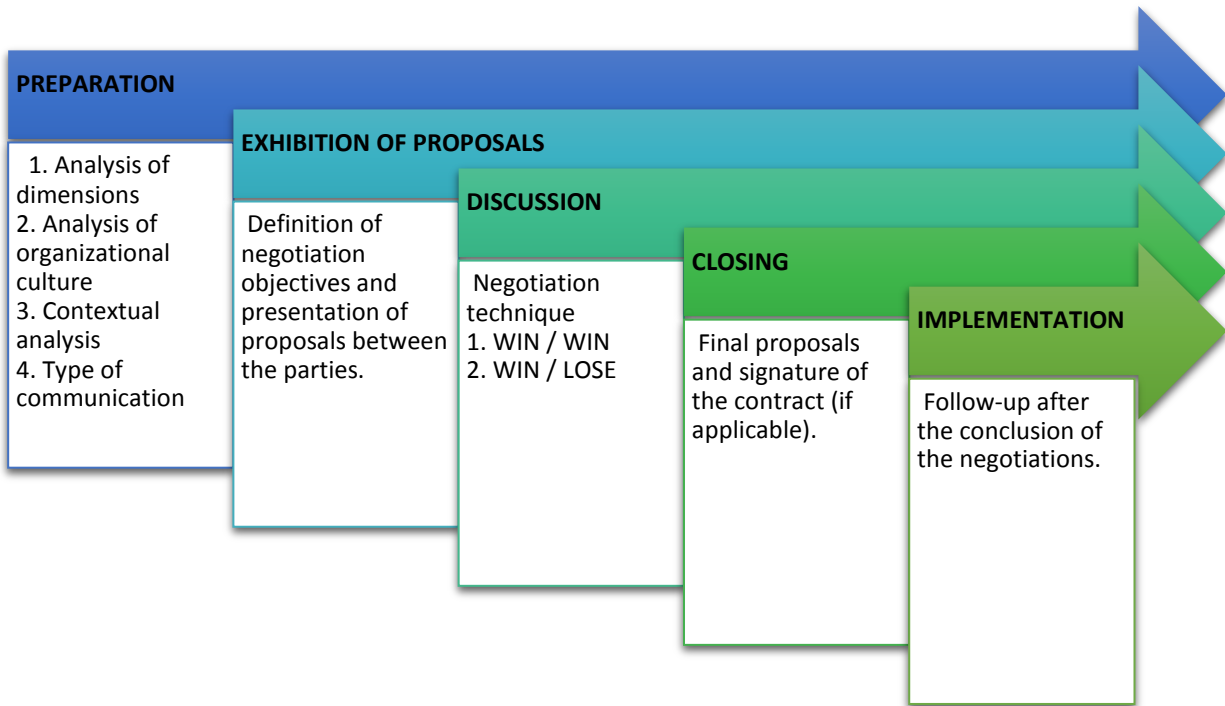 PREPARATION
1. Analysis of
dimensions
2. Analysis of
organizational
culture
3. Contextual
analysis
4. Type of
communication
EXHIBITION OF PROPOSALS
Definition of
negotiation
objectives and
presentation of
proposals between
the parties.
DISCUSSION
Negotiation
technique
1. WIN / WIN
2. WIN / LOSE
CLOSING
Final proposals
and signature of
the contract (if
applicable).
IMPLEMENTATION
Follow-up after
the conclusion of
the negotiations.